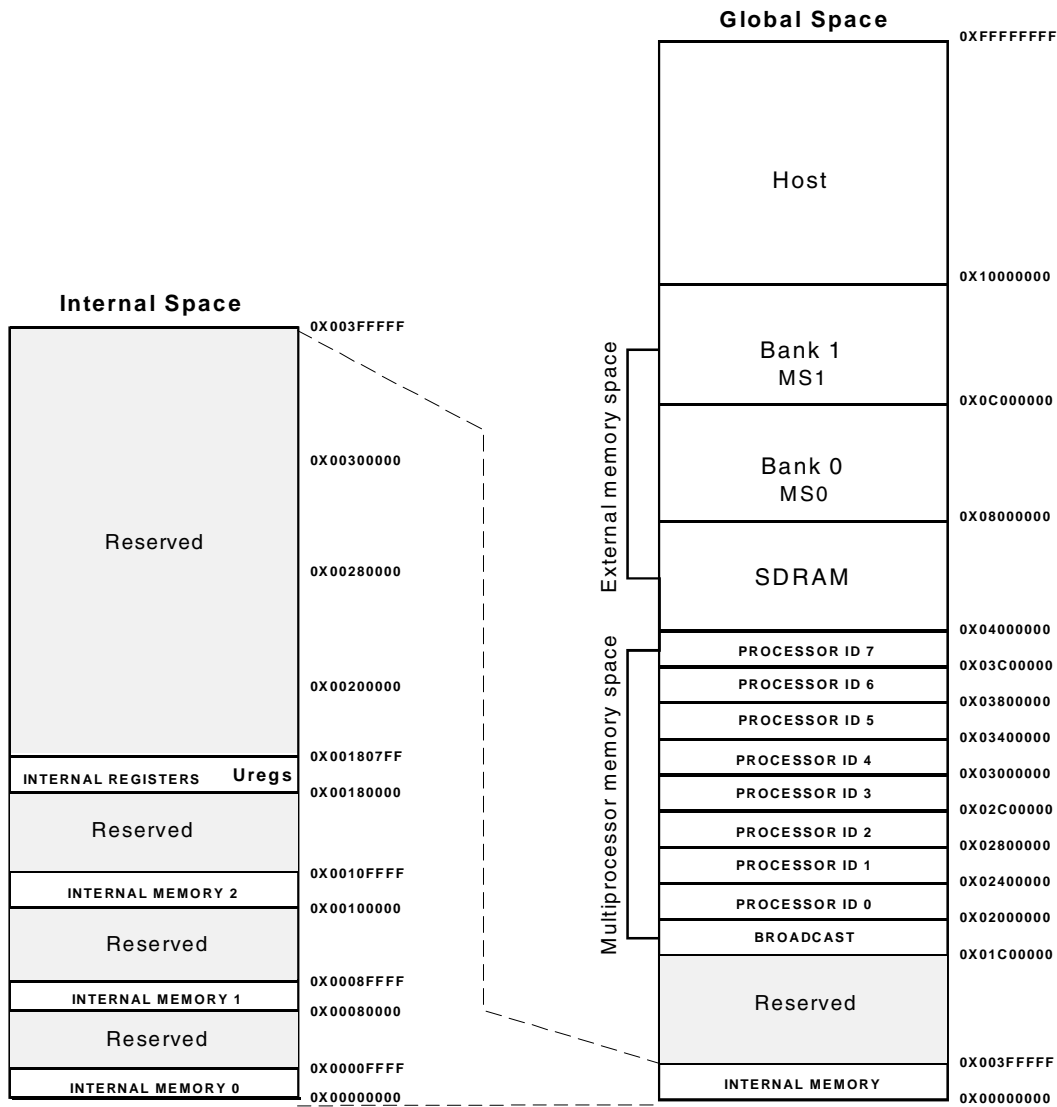 Global Space
0XFFFFFFFF
Host
0X10000000
Bank 1
MS1
0X0C000000
Bank 0
MS0
0X08000000
SDRAM
0X04000000
PROCESSOR ID 7
0X03C00000
PROCESSOR ID 6
0X03800000
PROCESSOR ID 5
0X03400000
PROCESSOR ID 4
0X03000000
PROCESSOR ID 3
0X02C00000
PROCESSOR ID 2
0X02800000
PROCESSOR ID 1
0X02400000
PROCESSOR ID 0
0X02000000
BROADCAST
0X01C00000
Reserved
0X003FFFFF
INTERNAL MEMORY
0X00000000
External memory space
Multiprocessor memory space
Internal Space
0X003FFFFF
0X00300000
Reserved
0X00280000
0X00200000
0X001807FF
INTERNAL REGISTERS Uregs
0X00180000
Reserved
0X0010FFFF
INTERNAL MEMORY 2
0X00100000
Reserved
0X0008FFFF
INTERNAL MEMORY 1
0X00080000
Reserved
0X0000FFFF
INTERNAL MEMORY 0
0X00000000